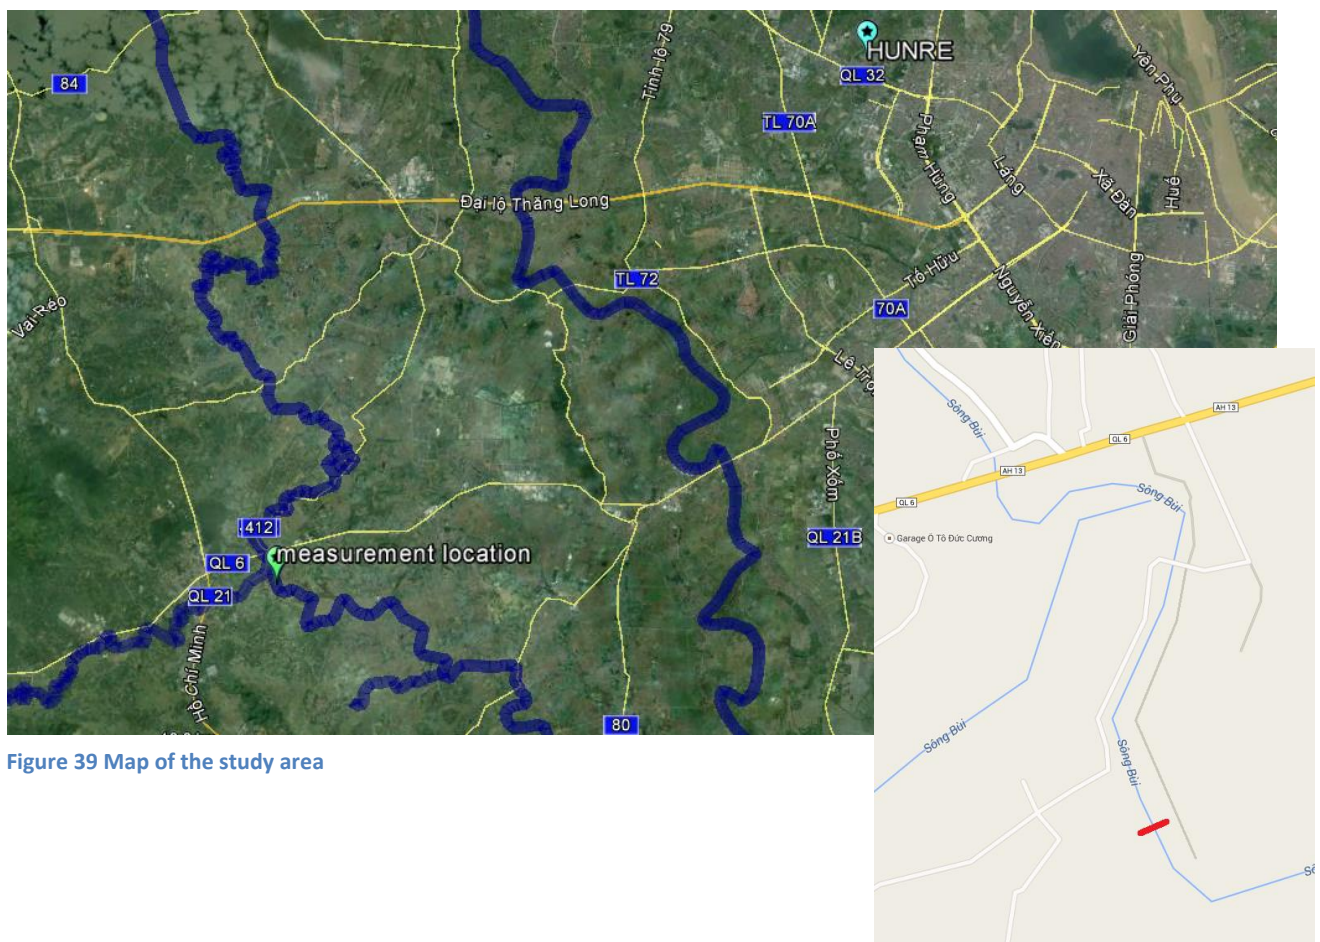 84
Tỉnh lộ 79
HUNRE
QL 32
TL 70A
Yên Phụ
Phạm Hùng
Láng
Xã Đàn
Huế
Đại lộ Thăng Long
TL 72
Tố Hữu
70A
Nguyễn Xiển
Giải Phóng
Vai Réo
Lê Trọ
Phố Xốm
412
measurement location
QL 6
QL 21
QL 21B
Hồ Chí Minh
80
Sông Bùi
AH 13
QL 6
AH 13
Sông Bùi
QL 6
Garage Ô Tô Đức Cương
Sông Bùi
Sông Bùi
Figure 39 Map of the study area